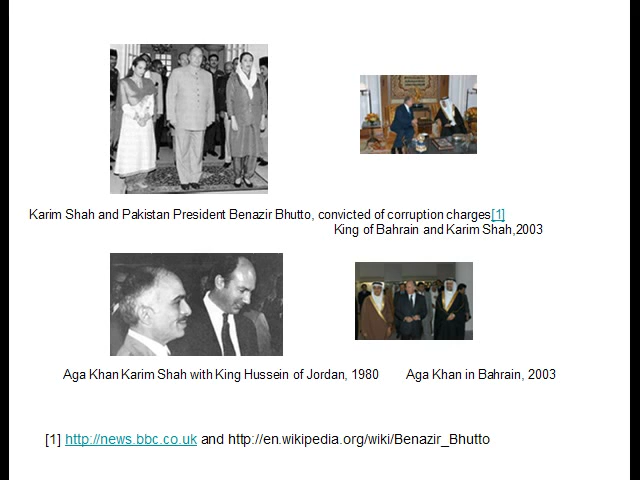 Karim Shah and Pakistan President Benazir Bhutto, convicted of corruption charges[1]
King of Bahrain and Karim Shah,2003
Aga Khan Karim Shah with King Hussein of Jordan, 1980 Aga Khan in Bahrain, 2003
[1] http://news.bbc.co.uk and http://en.wikipedia.org/wiki/Benazir_Bhutto